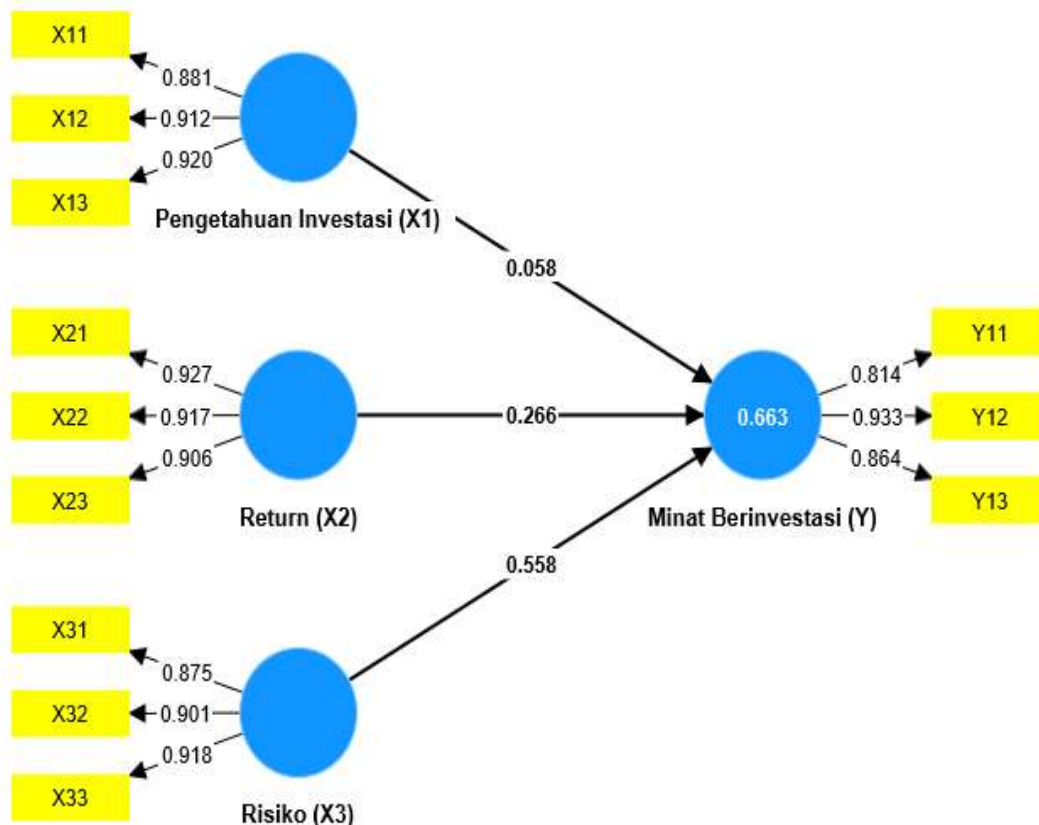 X11
0.881
X12
0.912
0.920
X13
Pengetahuan Investasi (X1)
0.058
X21
0.927
X22
0.917
0.906
X23
Return (X2)
0.266
0.663
Minat Berinvestasi (Y)
Y11
0.814
Y12
0.933
0.864
Y13
0.558
X31
0.875
X32
0.901
0.918
X33
Risiko (X3)